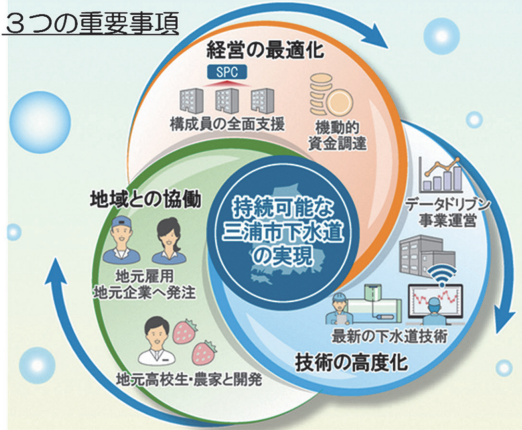 ３つの重要事項
経営の最適化
SPC
構成員の全面支援
機動的
資金調達
地域との協働
地元雇用
地元企業へ発注
地元高校生・農家と開発
持続可能な
三浦市下水道
の実現
データドリブン
事業運営
最新の下水道技術
技術の高度化